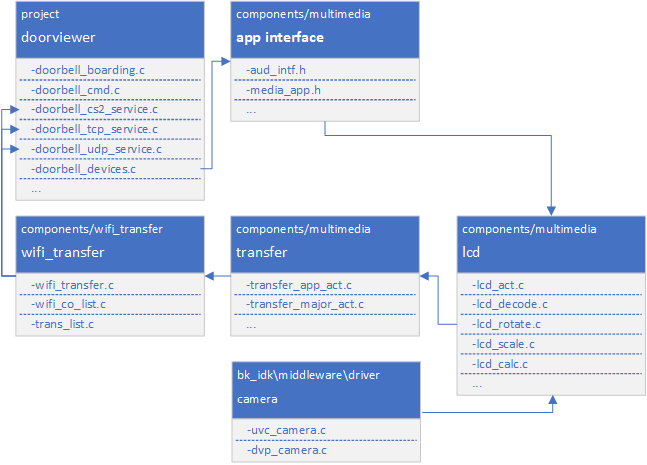 project
doorviewer
-doorbell_boarding.c
-doorbell_cmd.c
-doorbell_cs2_service.c
-doorbell_tcp_service.c
-doorbell_udp_service.c
-doorbell_devices.c
...
components/multimedia
app interface
-aud_intf.h
-media_app.h
...
components/wifi_transfer
wifi_transfer
-wifi_transfer.c
-wifi_co_list.c
-trans_list.c
components/multimedia
transfer
-transfer_app_act.c
-transfer_major_act.c
...
components/multimedia
lcd
-lcd_act.c
-lcd_decode.c
-lcd_rotate.c
-lcd_scale.c
-lcd_calc.c
...
bk_idk\middleware\driver
camera
-uvc_camera.c
-dvp_camera.c